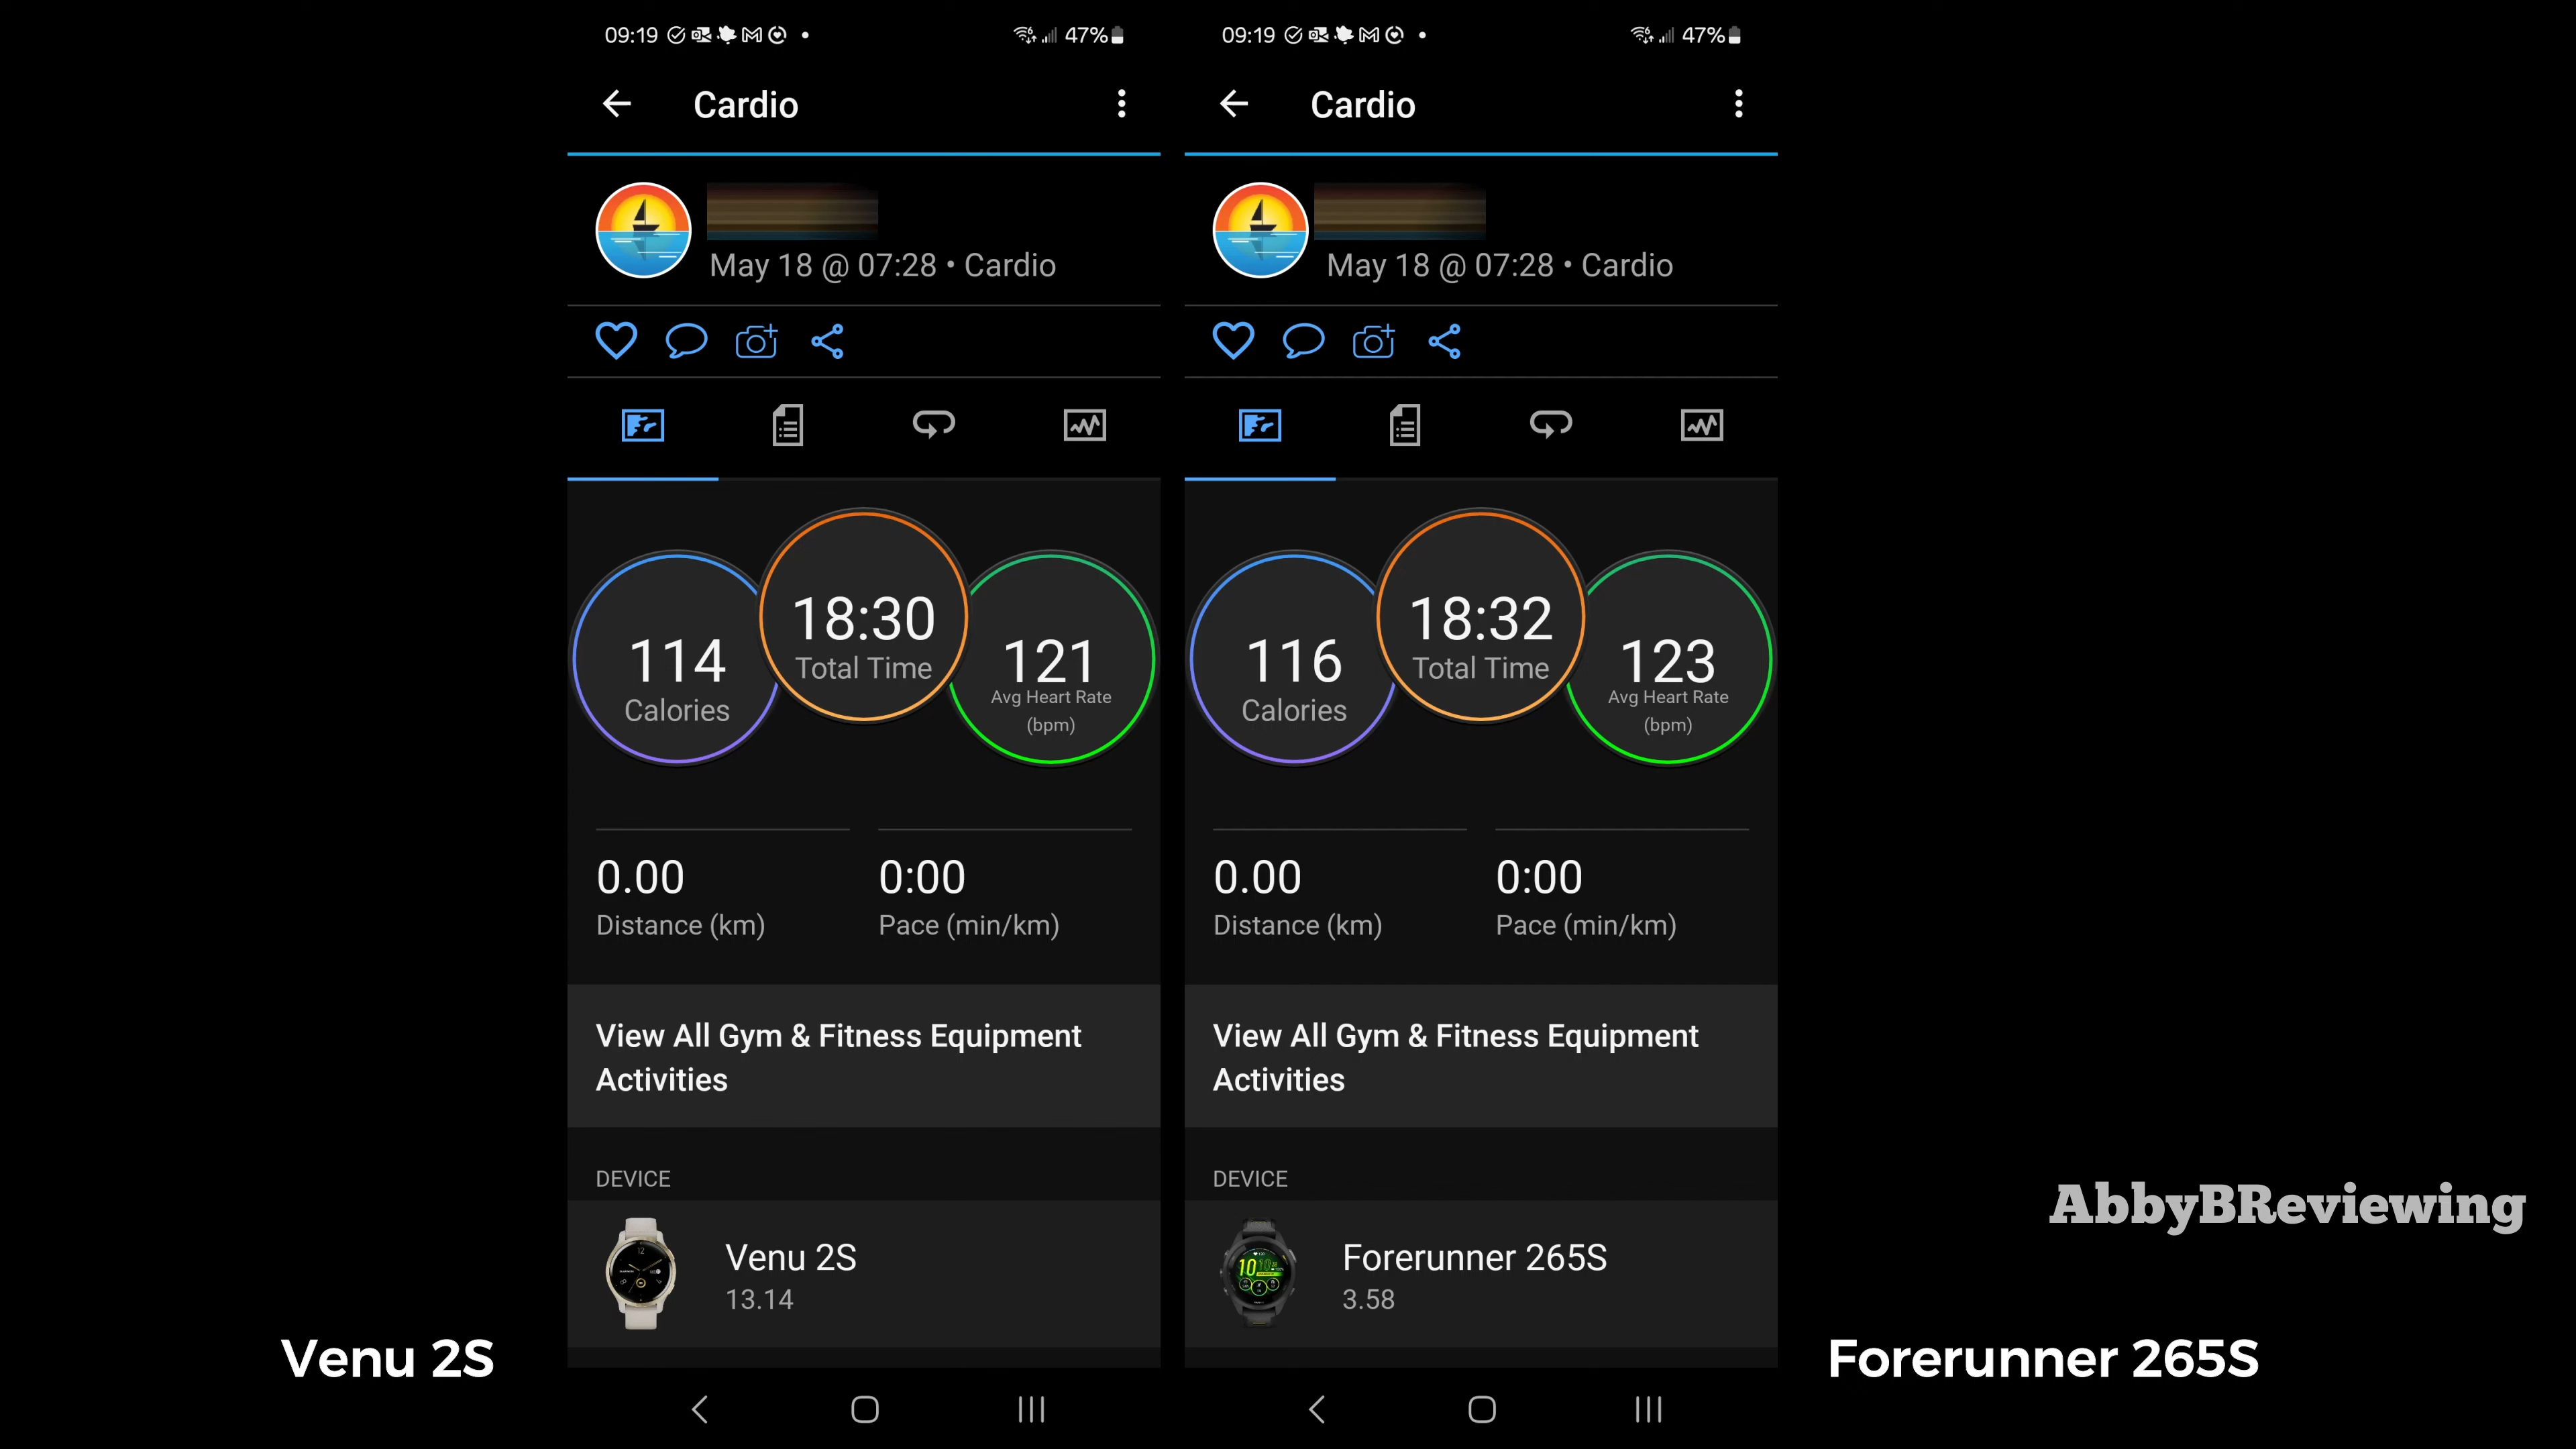 09:19
47%
Cardio
May 18 @ 07:28 • Cardio
114
Calories
18:30
Total Time
121
Avg Heart Rate
(bpm)
0.00
Distance (km)
0:00
Pace (min/km)
View All Gym & Fitness Equipment
Activities
DEVICE
Venu 2S
13.14
Venu 2S
09:19
47%
Cardio
May 18 @ 07:28 • Cardio
116
Calories
18:32
Total Time
123
Avg Heart Rate
(bpm)
0.00
Distance (km)
0:00
Pace (min/km)
View All Gym & Fitness Equipment
Activities
DEVICE
Forerunner 265S
3.58
AbbyBReviewing
Forerunner 265S